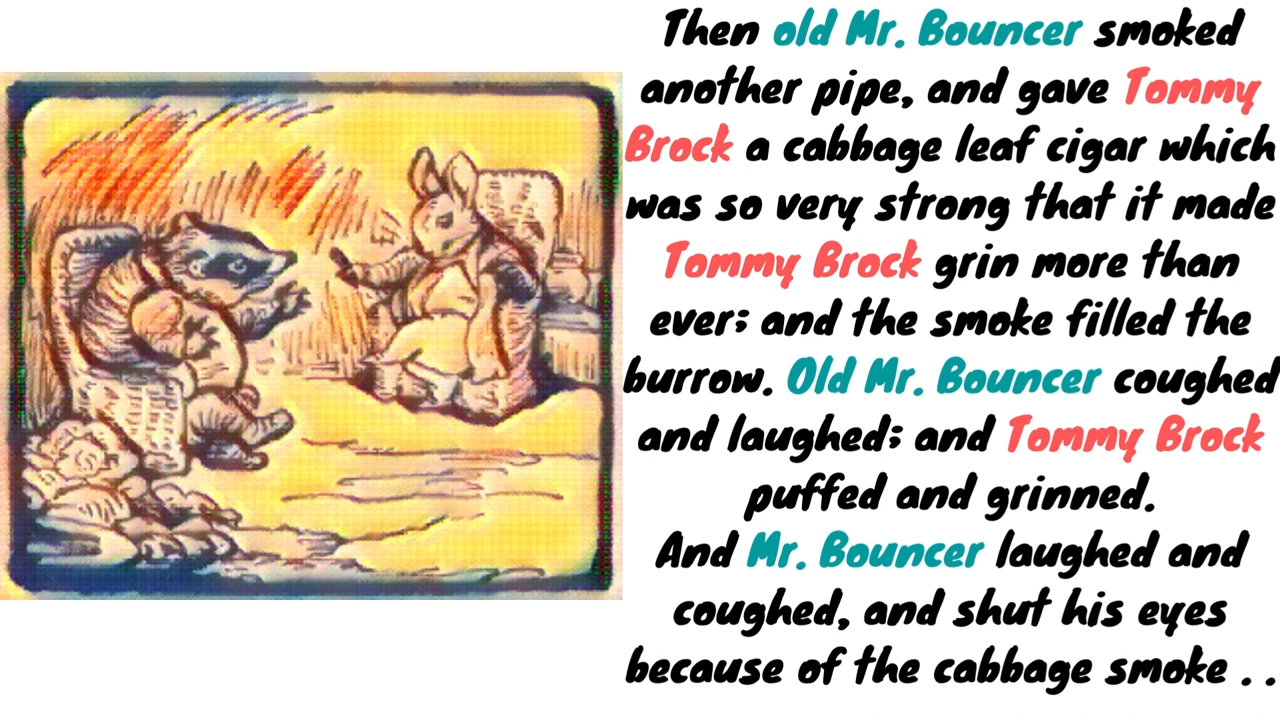 Then old Mr. Bouncer smoked
another pipe, and gave Tommy
Brock a cabbage leaf cigar which
was so very strong that it made
Tommy Brock grin more than
ever; and the smoke filled the
burrow. Old Mr. Bouncer coughed
and laughed; and Tommy Brock
puffed and grinned.
And Mr. Bouncer laughed and
coughed, and shut his eyes
because of the cabbage smoke . .